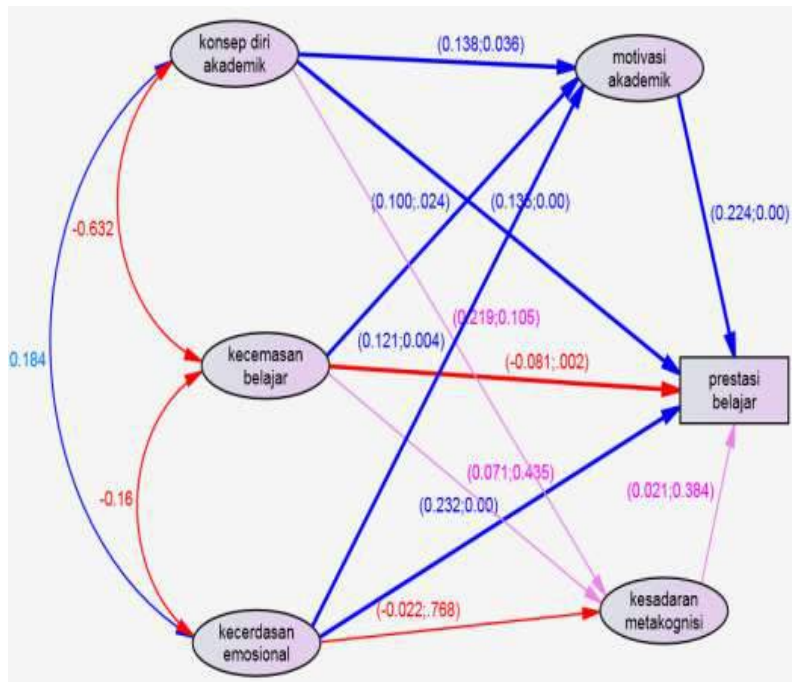 konsep diri
akademik
(0.138;0.036)
motivasi
akademik
(0.100;.024)
(0.135;0.00)
(0.224;0.00)
-0.632
(0.219;0.105)
(0.121;0.004)
0.184
kecemasan
belajar
(-0.081;.002)
prestasi
belajar
(0.071;0.435)
(0.232;0.00)
(0.021;0.384)
-0.16
kecerdasan
emosional
(-0.022;.768)
kesadaran
metakognisi